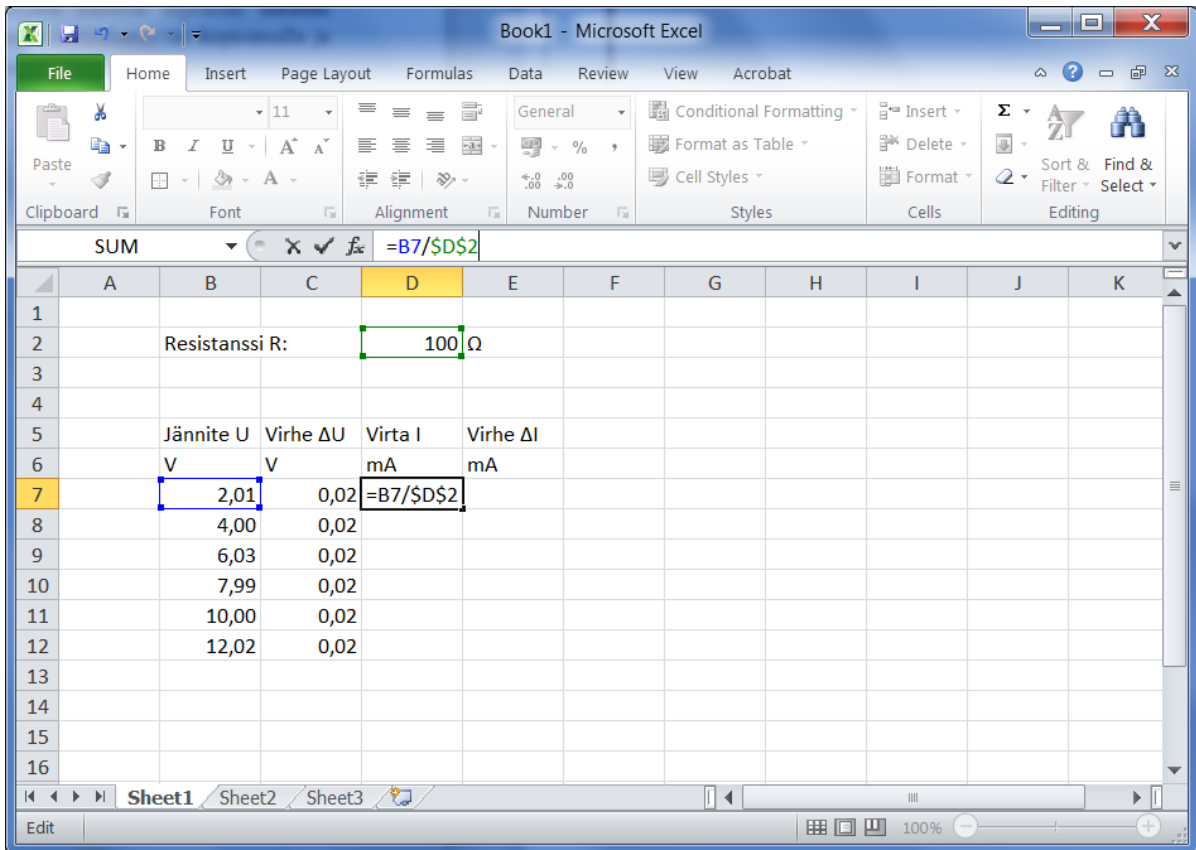 Book1 - Microsoft Excel
File Home Insert Page Layout Formulas Data Review View Acrobat
11 General Conditional Formatting Insert Σ
Paste B I U A A % , Format as Table Delete Sort & Find &
A ,00 ,0 Cell Styles Format Filter Select
Clipboard Font Alignment Number Styles Cells Editing
SUM fx =B7/$D$2
A B C D E F G H I J K
1
2 Resistanssi R: 100 Ω
3
4
5 Jännite U Virhe ΔU Virta I Virhe ΔI
6 V V mA mA
7 2,01 0,02 =B7/$D$2
8 4,00 0,02
9 6,03 0,02
10 7,99 0,02
11 10,00 0,02
12 12,02 0,02
13
14
15
16
Sheet1 Sheet2 Sheet3
Edit 100%